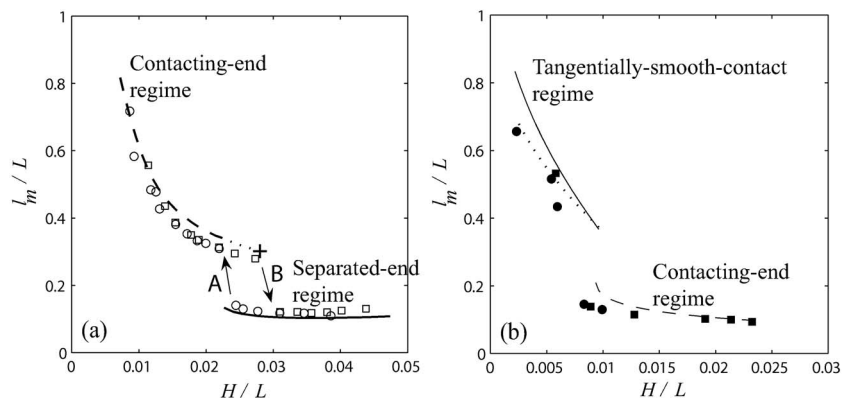 1
0.8
0.6
0.4
0.2
0
l_m / L
0 0.01 0.02 0.03 0.04 0.05
H / L
Contacting-end
regime
Separated-end
regime
A
B
(a)
1
0.8
0.6
0.4
0.2
0
l_m / L
0 0.005 0.01 0.015 0.02 0.025 0.03
H / L
Tangentially-smooth-contact
regime
Contacting-end
regime
(b)